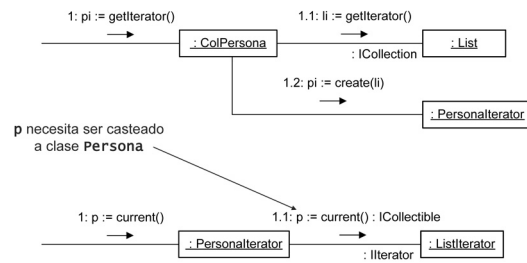 1: pi := getIterator()
1.1: li := getIterator()
: ColPersona
: List
: ICollection
1.2: pi := create(li)
: PersonaIterator
p necesita ser casteado
a clase Persona
1: p := current()
1.1: p := current() : ICollectible
: PersonaIterator
: ListIterator
: IIterator